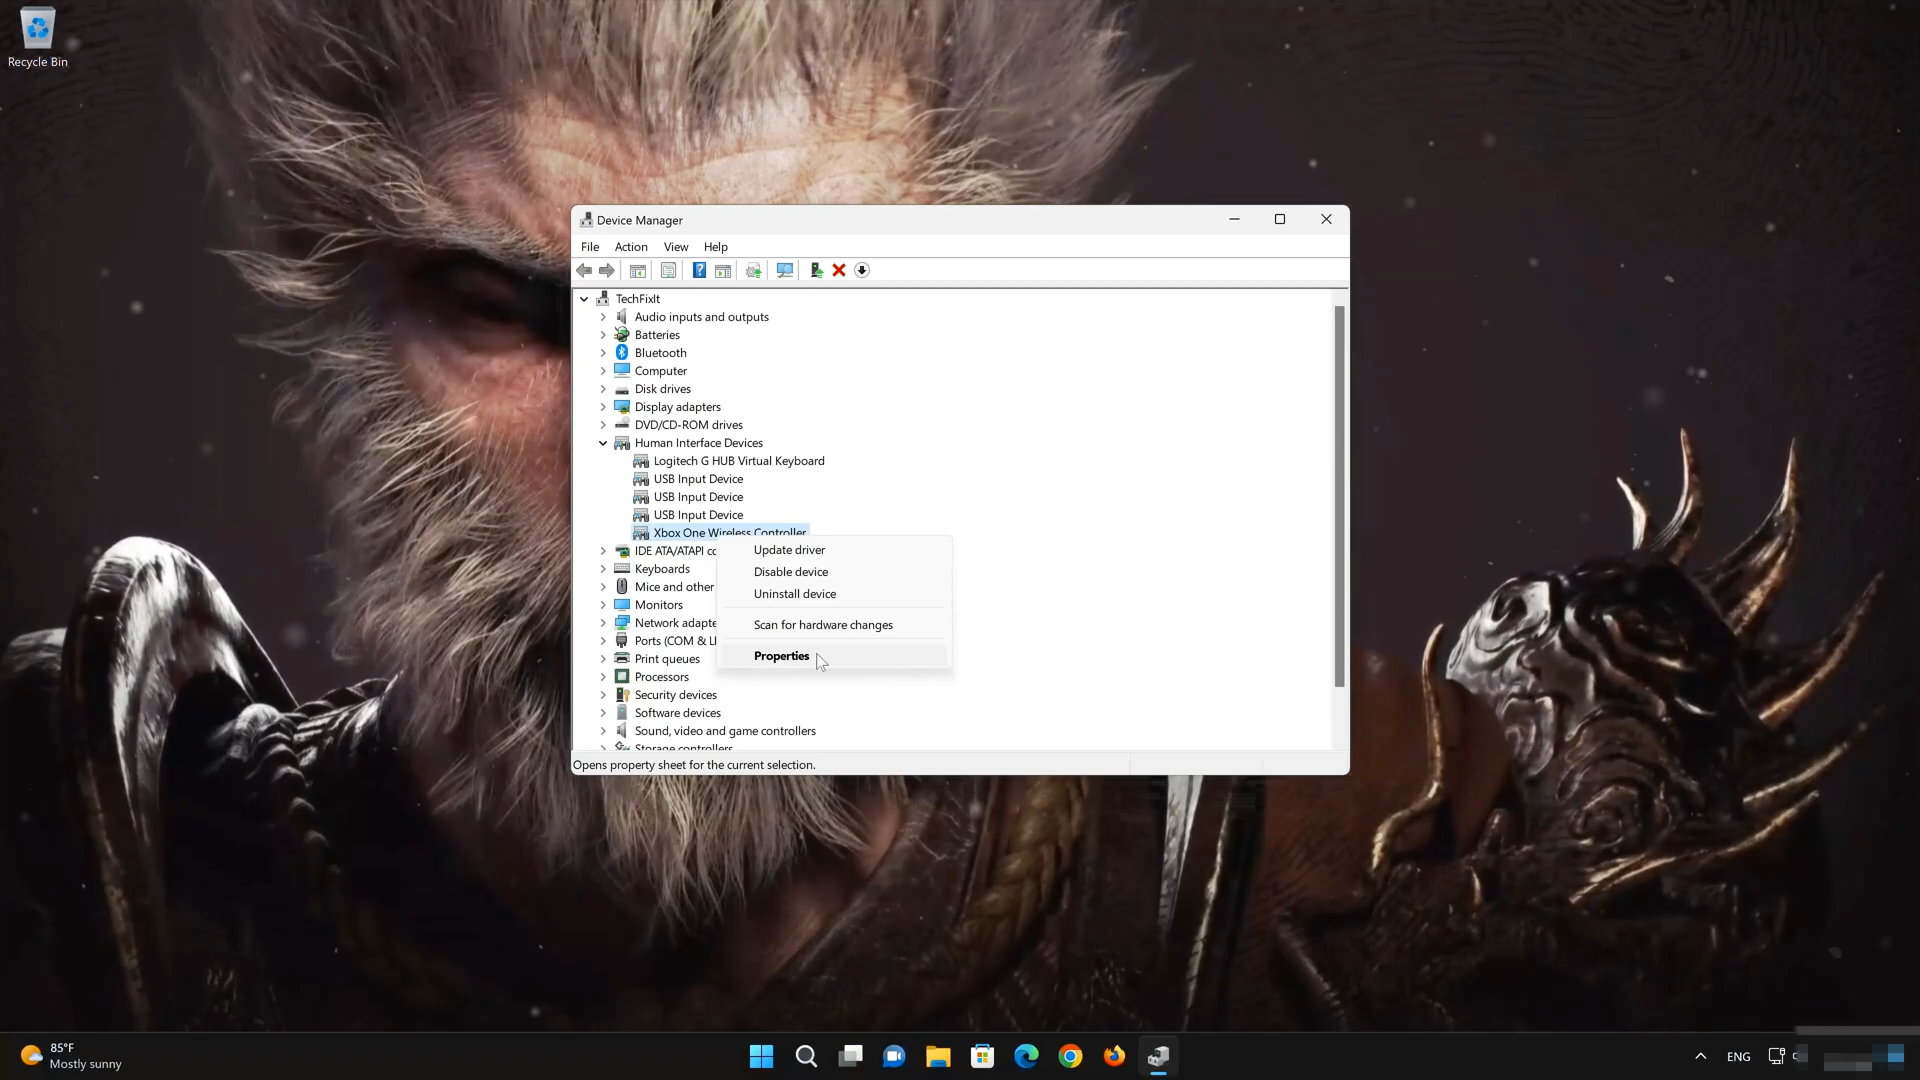 Recycle Bin
Device Manager
File Action View Help
TechFixIt
Audio inputs and outputs
Batteries
Bluetooth
Computer
Disk drives
Display adapters
DVD/CD-ROM drives
Human Interface Devices
Logitech G HUB Virtual Keyboard
USB Input Device
USB Input Device
USB Input Device
Xbox One Wireless Controller
IDE ATA/ATAPI co
Keyboards
Mice and other
Monitors
Network adapte
Ports (COM & L
Print queues
Processors
Security devices
Software devices
Sound, video and game controllers
Storage controllers
Update driver
Disable device
Uninstall device
Scan for hardware changes
Properties
Opens property sheet for the current selection.
85°F
Mostly sunny
ENG